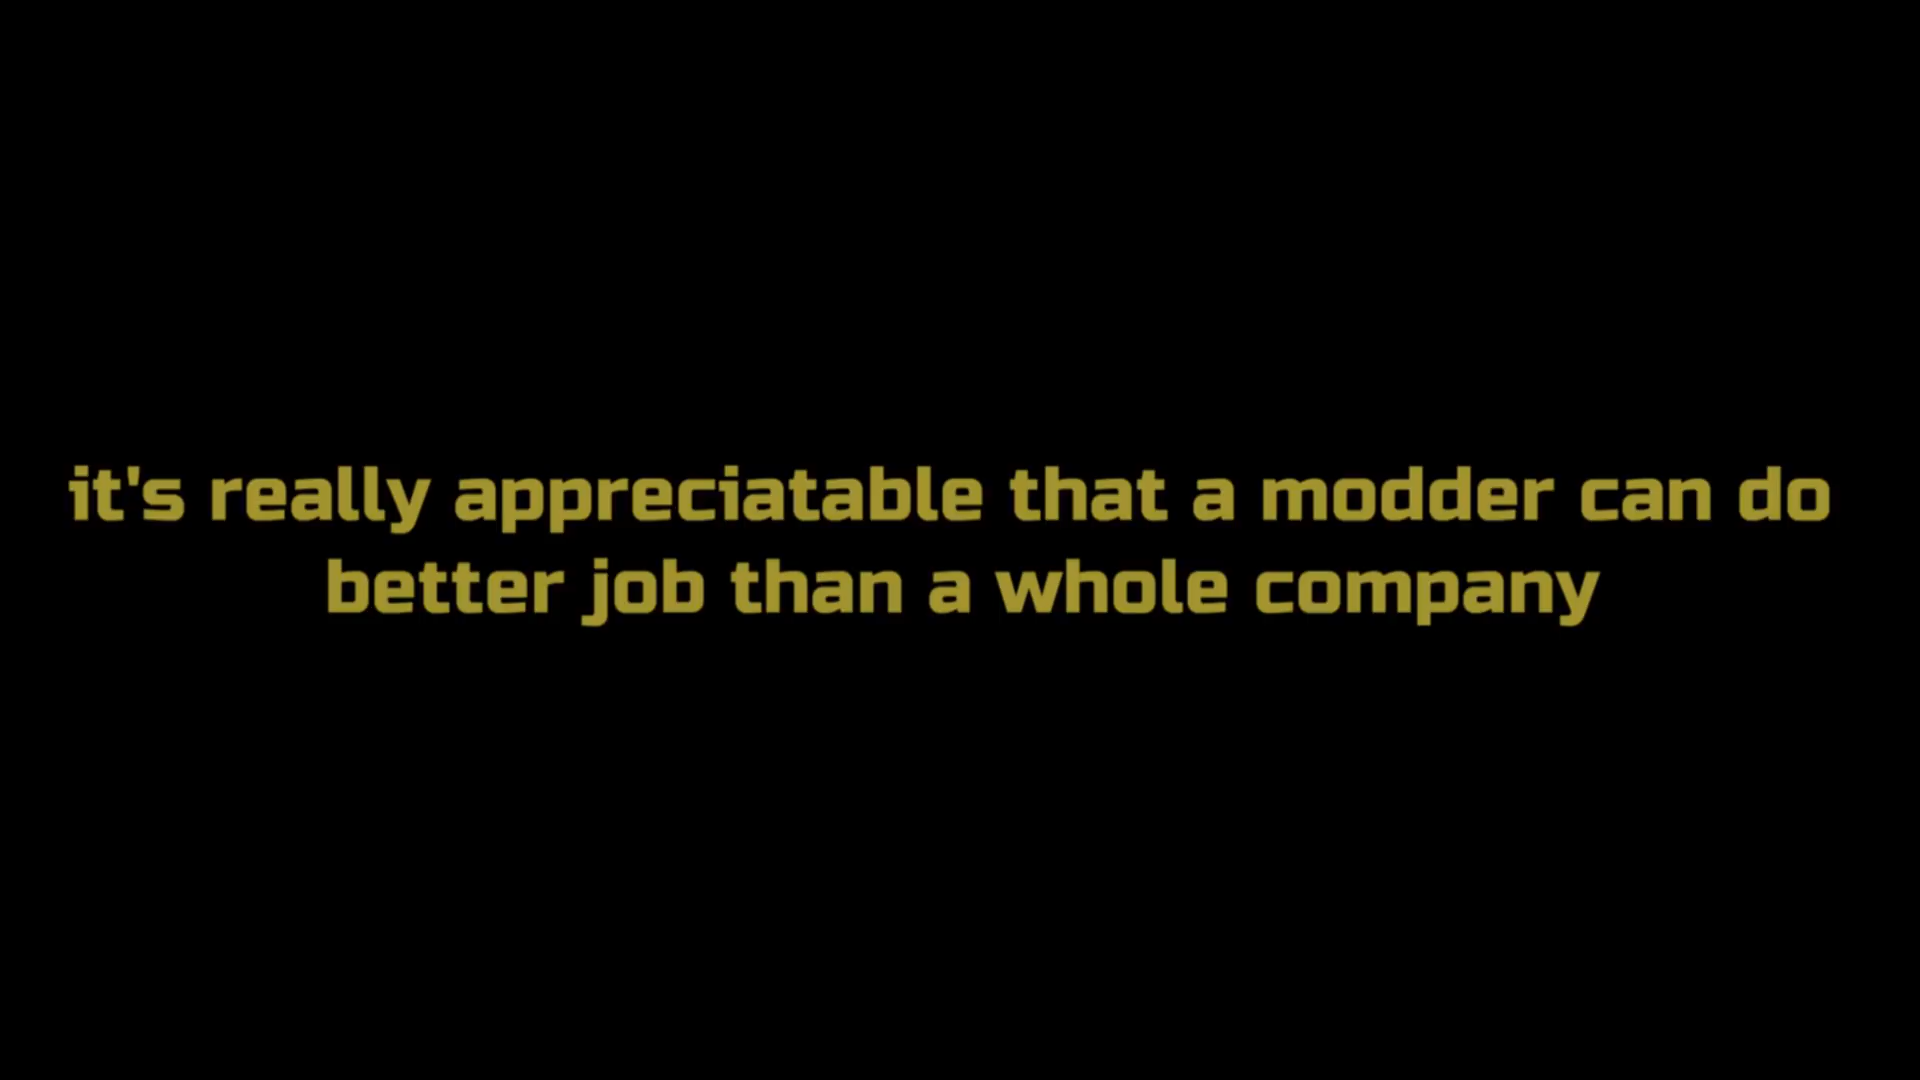 it's really appreciatable that a modder can do
better job than a whole company